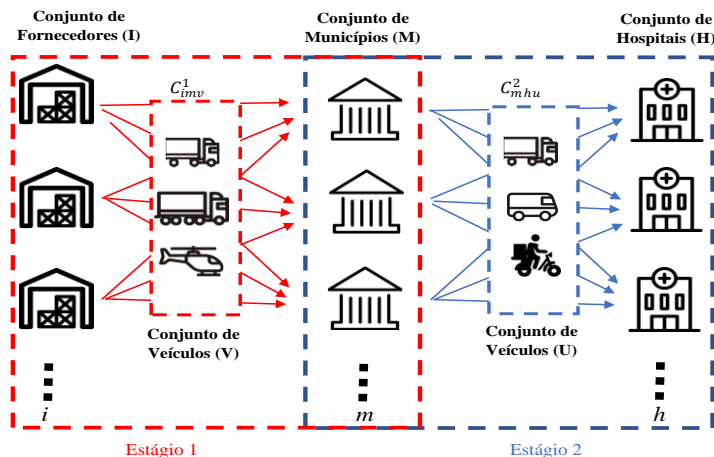 Conjunto de
Fornecedores (I)
Conjunto de
Municípios (M)
Conjunto de
Hospitais (H)
C¹ᵢₘᵥ
C²ₘₕᵤ
Conjunto de
Veículos (V)
Conjunto de
Veículos (U)
i
m
h
Estágio 1
Estágio 2